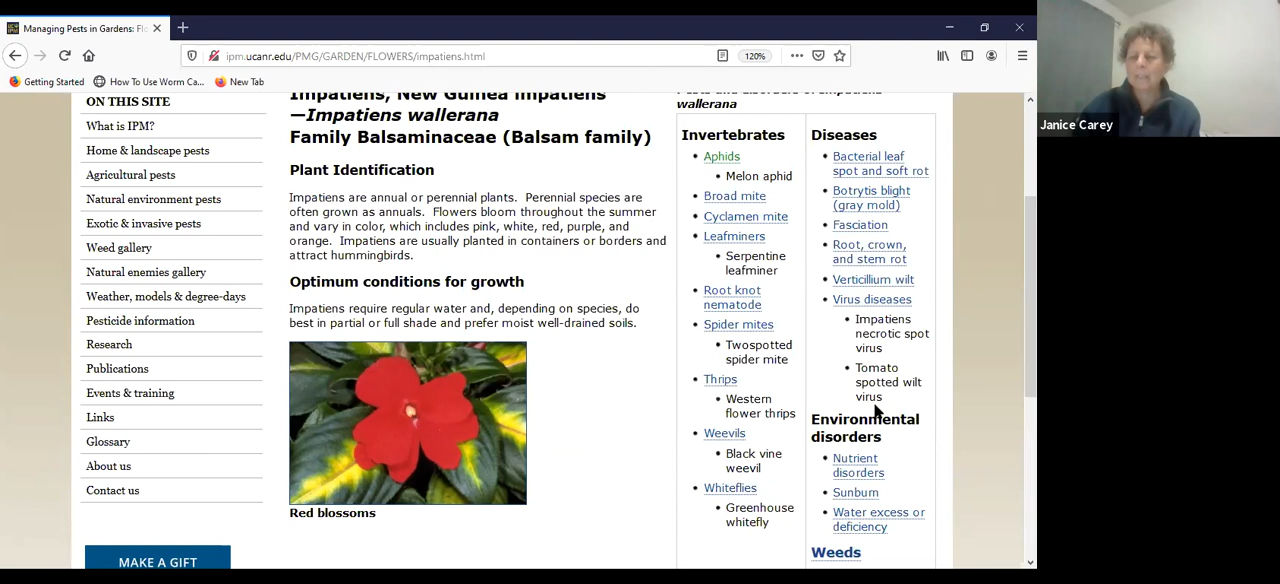 Managing Pests in Gardens: Fl
ipm.ucanr.edu/PMG/GARDEN/FLOWERS/impatiens.html
120%
Getting Started
How To Use Worm Ca...
New Tab
ON THIS SITE
What is IPM?
Home & landscape pests
Agricultural pests
Natural environment pests
Exotic & invasive pests
Weed gallery
Natural enemies gallery
Weather, models & degree-days
Pesticide information
Research
Publications
Events & training
Links
Glossary
About us
Contact us
MAKE A GIFT
Impatiens, New Guinea impatiens
—Impatiens wallerana
Family Balsaminaceae (Balsam family)
Plant Identification
Impatiens are annual or perennial plants. Perennial species are
often grown as annuals. Flowers bloom throughout the summer
and vary in color, which includes pink, white, red, purple, and
orange. Impatiens are usually planted in containers or borders and
attract hummingbirds.
Optimum conditions for growth
Impatiens require regular water and, depending on species, do
best in partial or full shade and prefer moist well-drained soils.
Red blossoms
Pests and disorders of Impatiens
wallerana
Invertebrates
• Aphids
• Melon aphid
• Broad mite
• Cyclamen mite
• Leafminers
• Serpentine
leafminer
• Root knot
nematode
• Spider mites
• Twospotted
spider mite
• Thrips
• Western
flower thrips
• Weevils
• Black vine
weevil
• Whiteflies
• Greenhouse
whitefly
Diseases
• Bacterial leaf
spot and soft rot
• Botrytis blight
(gray mold)
• Fasciation
• Root, crown,
and stem rot
• Verticillium wilt
• Virus diseases
• Impatiens
necrotic spot
virus
• Tomato
spotted wilt
virus
Environmental
disorders
• Nutrient
disorders
• Sunburn
• Water excess or
deficiency
Weeds
Janice Carey